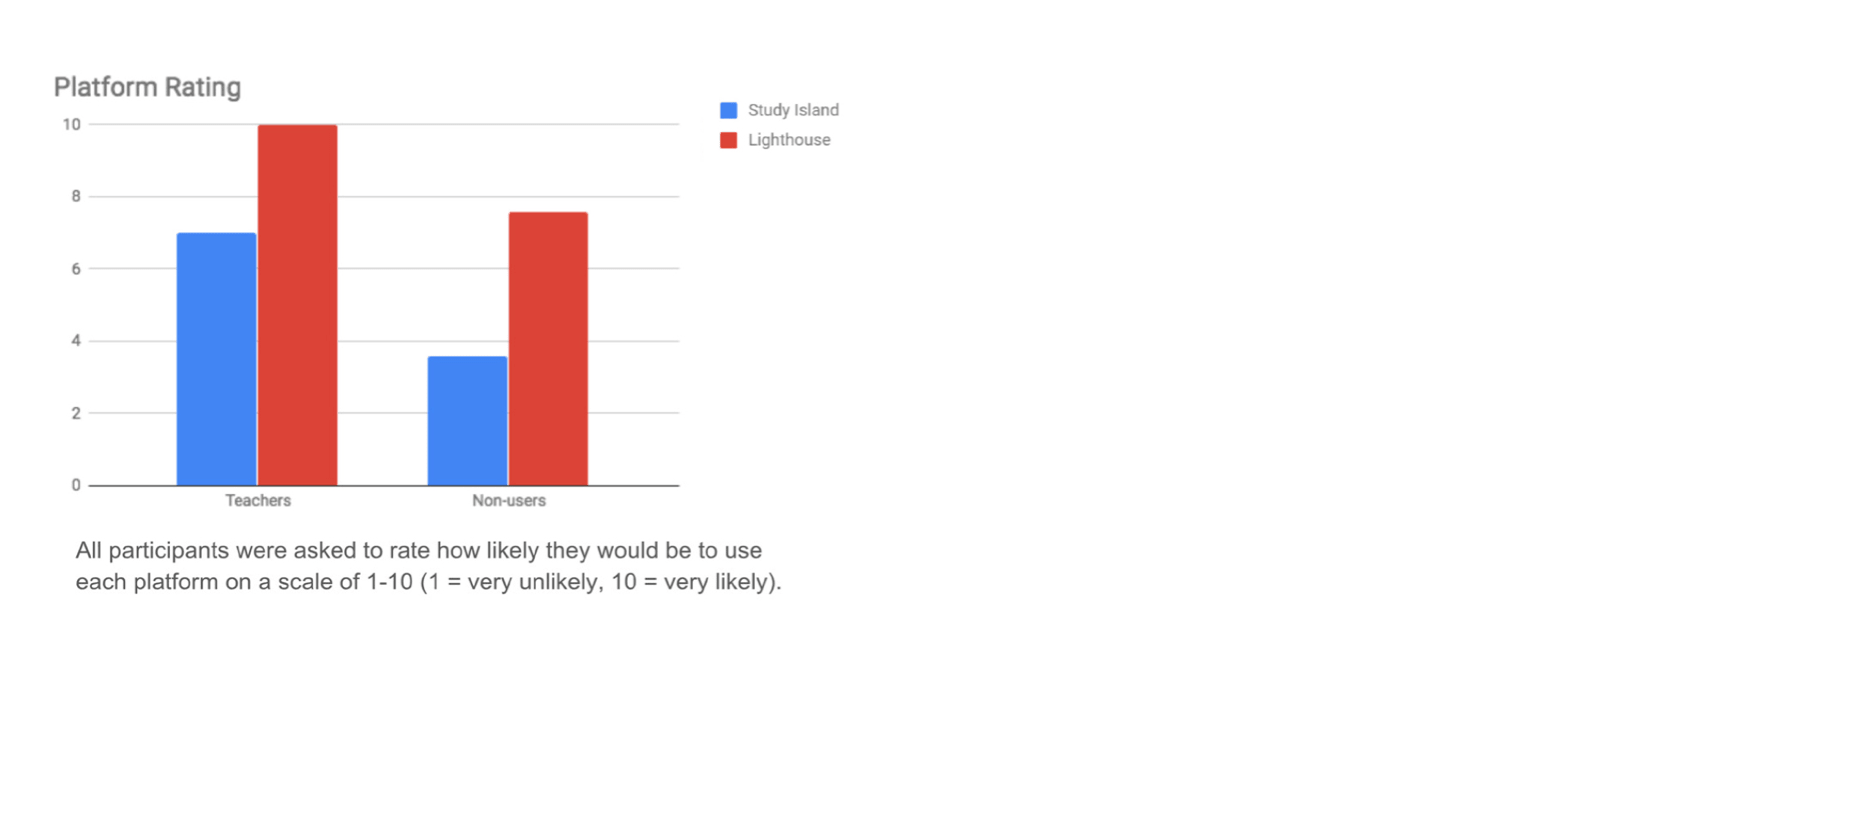 Platform Rating
Study Island
Lighthouse
10
8
6
4
2
0
Teachers
Non-users
All participants were asked to rate how likely they would be to use
each platform on a scale of 1-10 (1 = very unlikely, 10 = very likely).